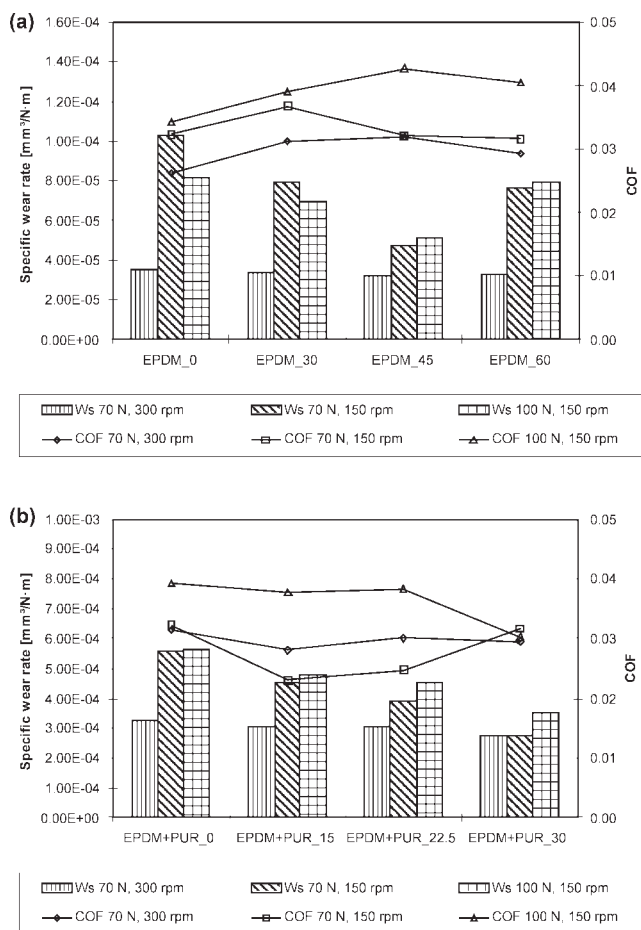 (a)
1.60E-04
1.40E-04
1.20E-04
1.00E-04
8.00E-05
6.00E-05
4.00E-05
2.00E-05
0.00E+00
Specific wear rate [mm³/N·m]
0.05
0.04
0.03
0.02
0.01
0.00
COF
EPDM_0 EPDM_30 EPDM_45 EPDM_60
Ws 70 N, 300 rpm Ws 70 N, 150 rpm Ws 100 N, 150 rpm
COF 70 N, 300 rpm COF 70 N, 150 rpm COF 100 N, 150 rpm
(b)
1.00E-03
9.00E-04
8.00E-04
7.00E-04
6.00E-04
5.00E-04
4.00E-04
3.00E-04
2.00E-04
1.00E-04
0.00E+00
Specific wear rate [mm³/N·m]
0.05
0.04
0.03
0.02
0.01
0.00
COF
EPDM+PUR_0 EPDM+PUR_15 EPDM+PUR_22.5 EPDM+PUR_30
Ws 70 N, 300 rpm Ws 70 N, 150 rpm Ws 100 N, 150 rpm
COF 70 N, 300 rpm COF 70 N, 150 rpm COF 100 N, 150 rpm